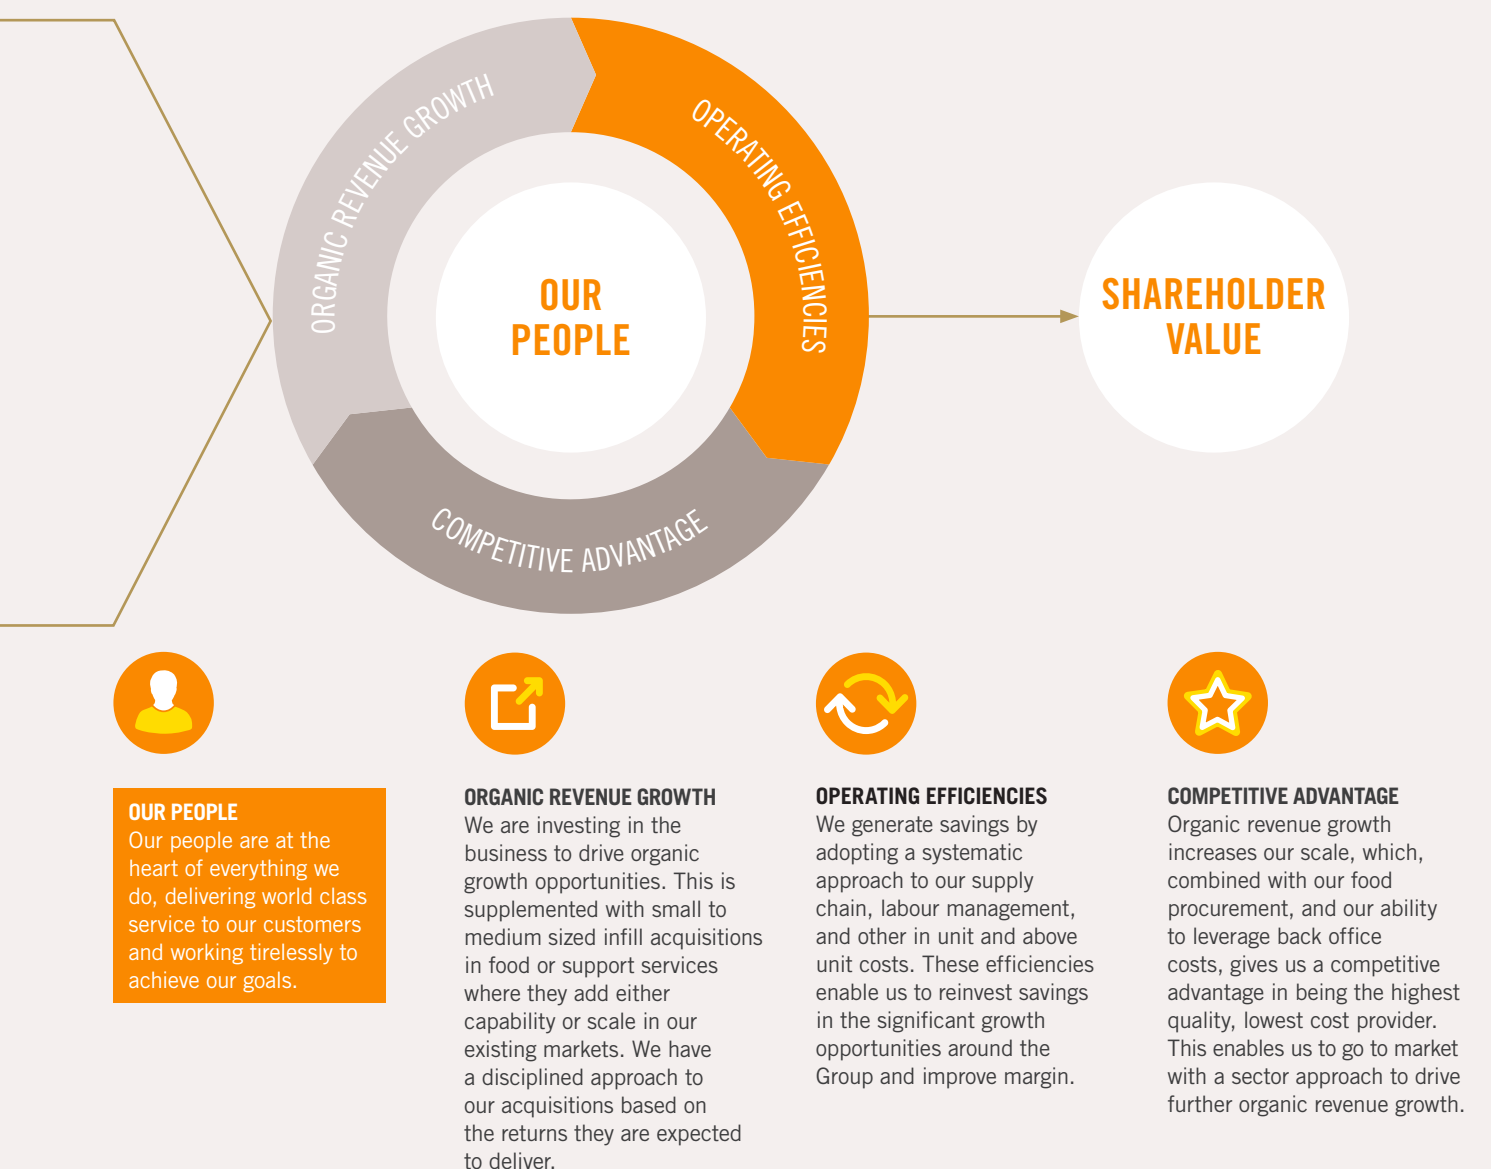 ORGANIC REVENUE GROWTH
OPERATING EFFICIENCIES
COMPETITIVE ADVANTAGE
OUR
PEOPLE
SHAREHOLDER
VALUE
OUR PEOPLE
Our people are at the
heart of everything we
do, delivering world class
service to our customers
and working tirelessly to
achieve our goals.
ORGANIC REVENUE GROWTH
We are investing in the
business to drive organic
growth opportunities. This is
supplemented with small to
medium sized infill acquisitions
in food or support services
where they add either
capability or scale in our
existing markets. We have
a disciplined approach to
our acquisitions based on
the returns they are expected
to deliver.
OPERATING EFFICIENCIES
We generate savings by
adopting a systematic
approach to our supply
chain, labour management,
and other in unit and above
unit costs. These efficiencies
enable us to reinvest savings
in the significant growth
opportunities around the
Group and improve margin.
COMPETITIVE ADVANTAGE
Organic revenue growth
increases our scale, which,
combined with our food
procurement, and our ability
to leverage back office
costs, gives us a competitive
advantage in being the highest
quality, lowest cost provider.
This enables us to go to market
with a sector approach to drive
further organic revenue growth.